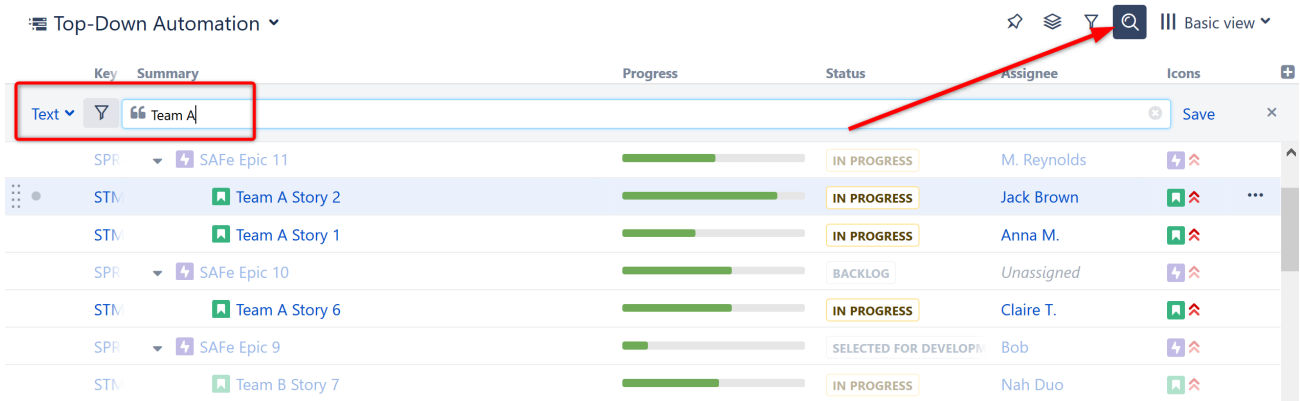 Top-Down Automation Basic view
Key Summary Progress Status Assignee Icons
Text Team A Save
SPR SAFe Epic 11 IN PROGRESS M. Reynolds
STM Team A Story 2 IN PROGRESS Jack Brown
STM Team A Story 1 IN PROGRESS Anna M.
SPR SAFe Epic 10 BACKLOG Unassigned
STM Team A Story 6 IN PROGRESS Claire T.
SPR SAFe Epic 9 SELECTED FOR DEVELOPM Bob
STM Team B Story 7 IN PROGRESS Nah Duo